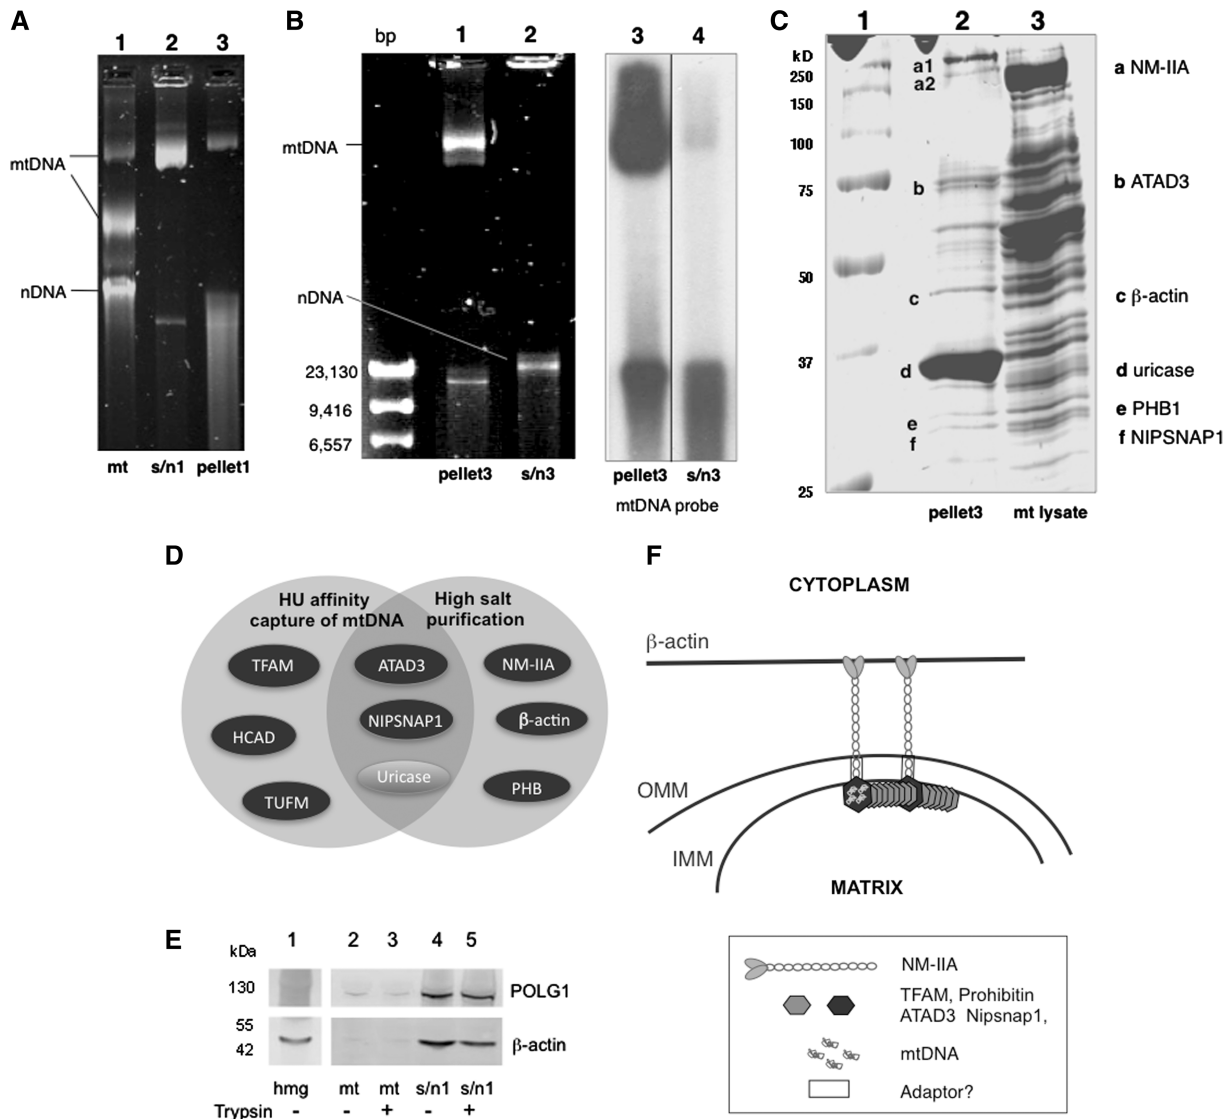 A
1 2 3
mtDNA
nDNA
mt s/n1 pellet1
B
bp 1 2 3 4
mtDNA
nDNA
23,130
9,416
6,557
pellet3 s/n3 pellet3 s/n3
mtDNA probe
C
1 2 3
kD
250
150
100
75
50
37
25
a1
a2
b
c
d
e
f
a NM-IIA
b ATAD3
c β-actin
d uricase
e PHB1
f NIPSNAP1
pellet3 mt lysate
D
HU affinity
capture of mtDNA
High salt
purification
TFAM ATAD3 NM-IIA
HCAD NIPSNAP1 β-actin
TUFM Uricase PHB
E
kDa 1 2 3 4 5
130 POLG1
55
42 β-actin
hmg mt mt s/n1 s/n1
Trypsin - - + - +
F
CYTOPLASM
β-actin
OMM
IMM
MATRIX
NM-IIA
TFAM, Prohibitin
ATAD3 Nipsnap1,
mtDNA
Adaptor?